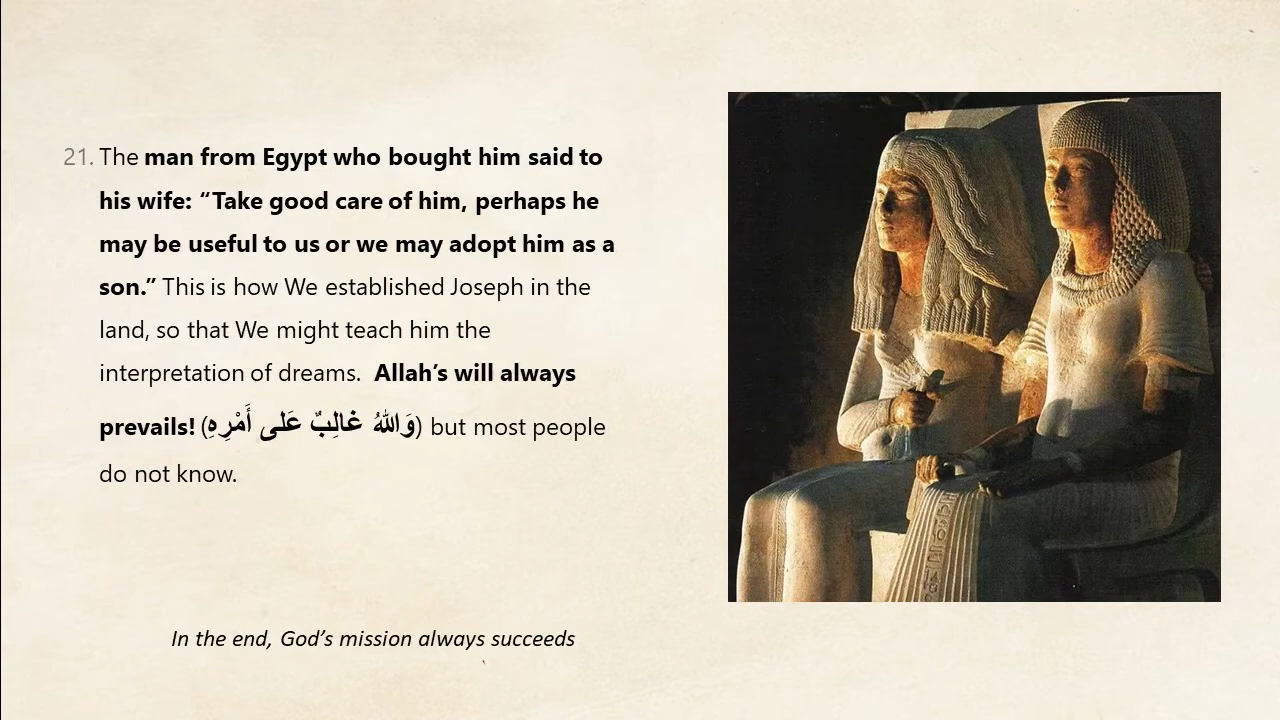 21. The man from Egypt who bought him said to
his wife: “Take good care of him, perhaps he
may be useful to us or we may adopt him as a
son.” This is how We established Joseph in the
land, so that We might teach him the
interpretation of dreams.  Allah’s will always
prevails! (وَاللهُ غَالِبٌ عَلى أَمْرِهِ) but most people
do not know.
In the end, God’s mission always succeeds